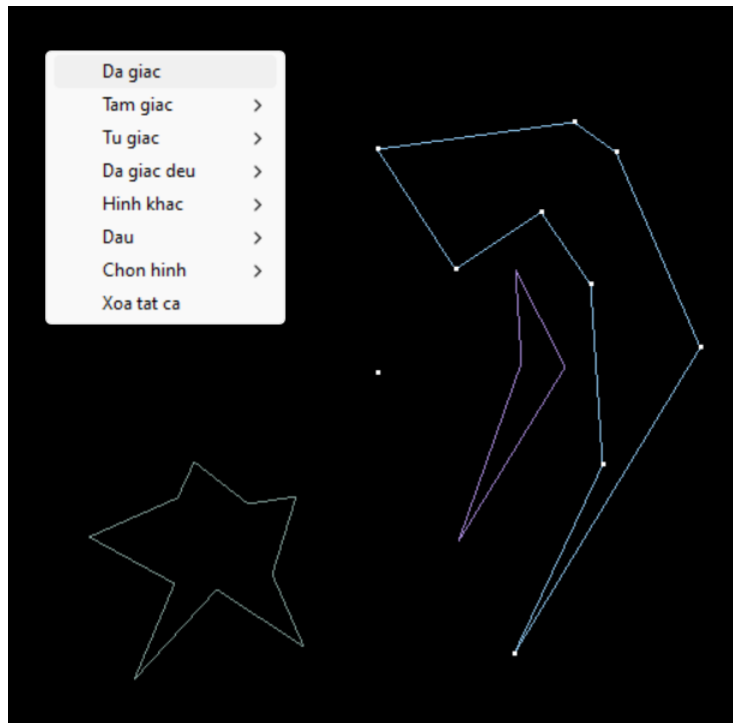 Da giac
Tam giac
Tu giac
Da giac deu
Hinh khac
Dau
Chon hinh
Xoa tat ca